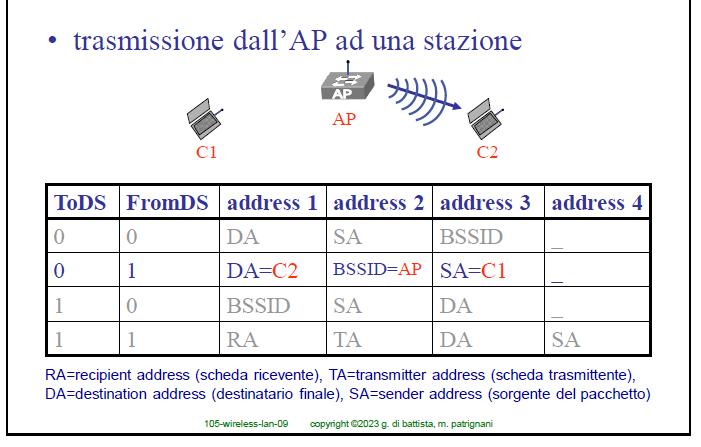 • trasmissione dall'AP ad una stazione
AP
AP
C1
C2
ToDS FromDS address 1 address 2 address 3 address 4
0 0 DA SA BSSID _
0 1 DA=C2 BSSID=AP SA=C1 _
1 0 BSSID SA DA _
1 1 RA TA DA SA
RA=recipient address (scheda ricevente), TA=transmitter address (scheda trasmittente),
DA=destination address (destinatario finale), SA=sender address (sorgente del pacchetto)
105-wireless-lan-09 copyright ©2023 g. di battista, m. patrignani